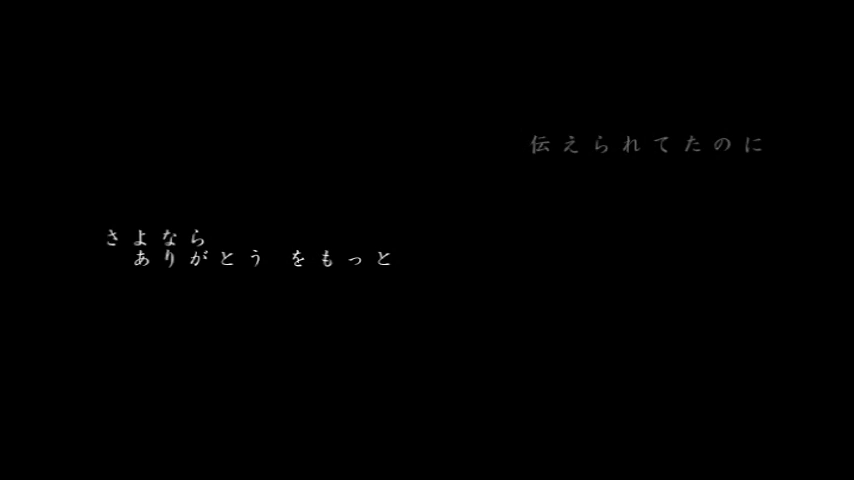 伝えられてたのに
さよなら
ありがとう をもっと